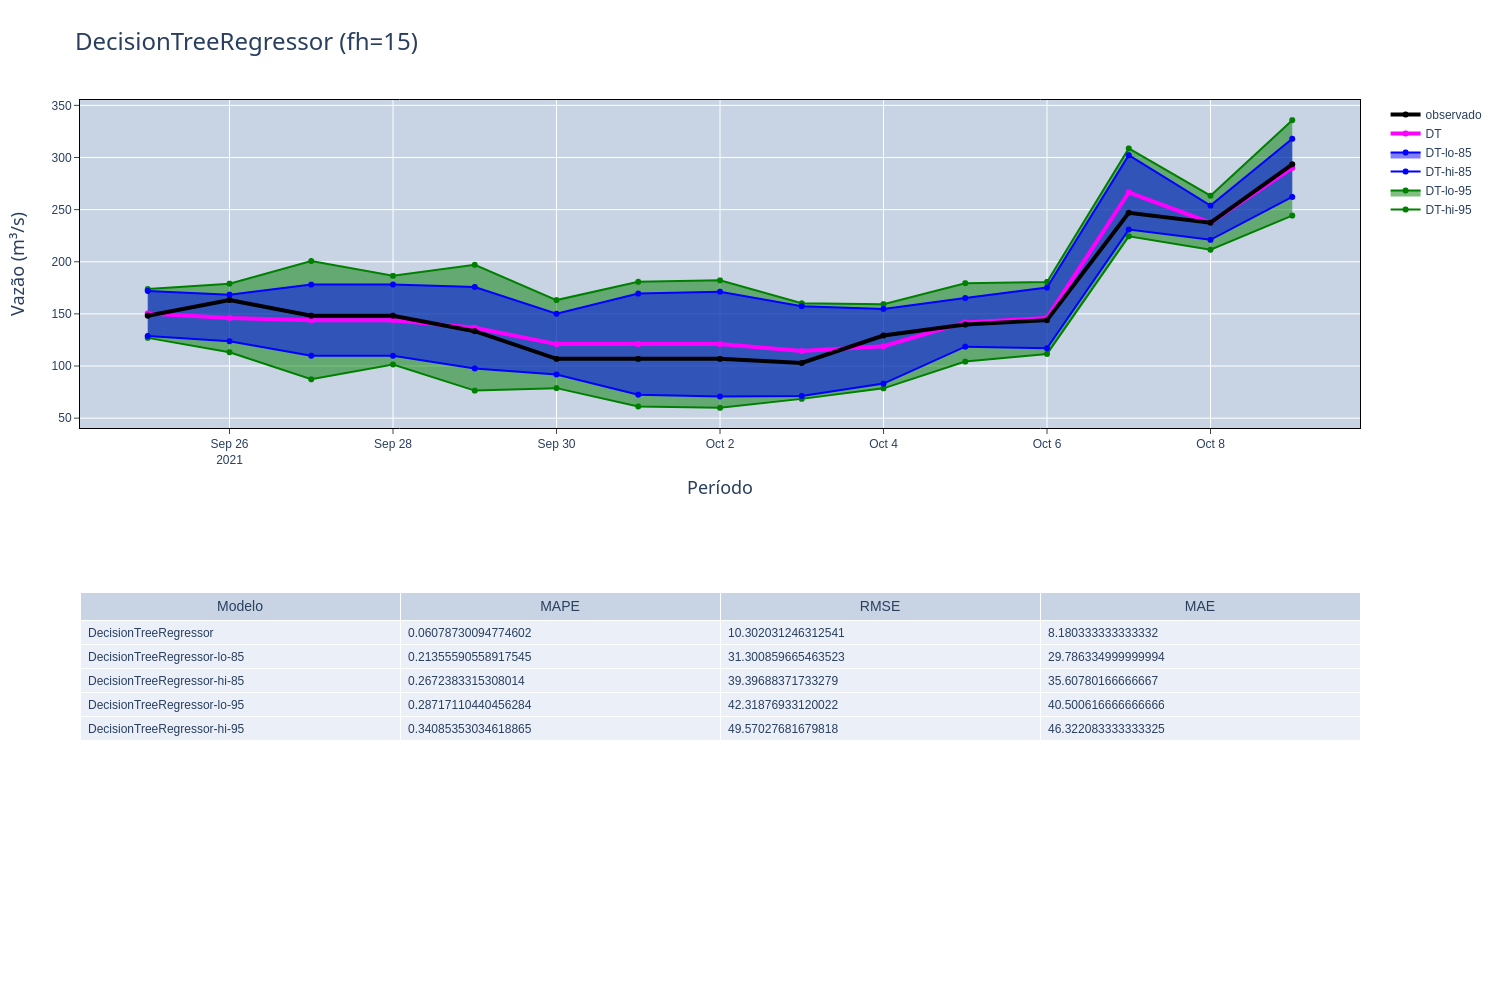 DecisionTreeRegressor (fh=15)
350
300
250
200
150
100
50
Vazão (m³/s)
Sep 26
2021
Sep 28
Sep 30
Oct 2
Oct 4
Oct 6
Oct 8
Período
observado
DT
DT-lo-85
DT-hi-85
DT-lo-95
DT-hi-95
Modelo MAPE RMSE MAE
DecisionTreeRegressor 0.06078730094774602 10.302031246312541 8.180333333333332
DecisionTreeRegressor-lo-85 0.21355590558917545 31.300859665463523 29.786334999999994
DecisionTreeRegressor-hi-85 0.2672383315308014 39.39688371733279 35.60780166666667
DecisionTreeRegressor-lo-95 0.28717110440456284 42.31876933120022 40.500616666666666
DecisionTreeRegressor-hi-95 0.34085353034618865 49.57027681679818 46.322083333333325